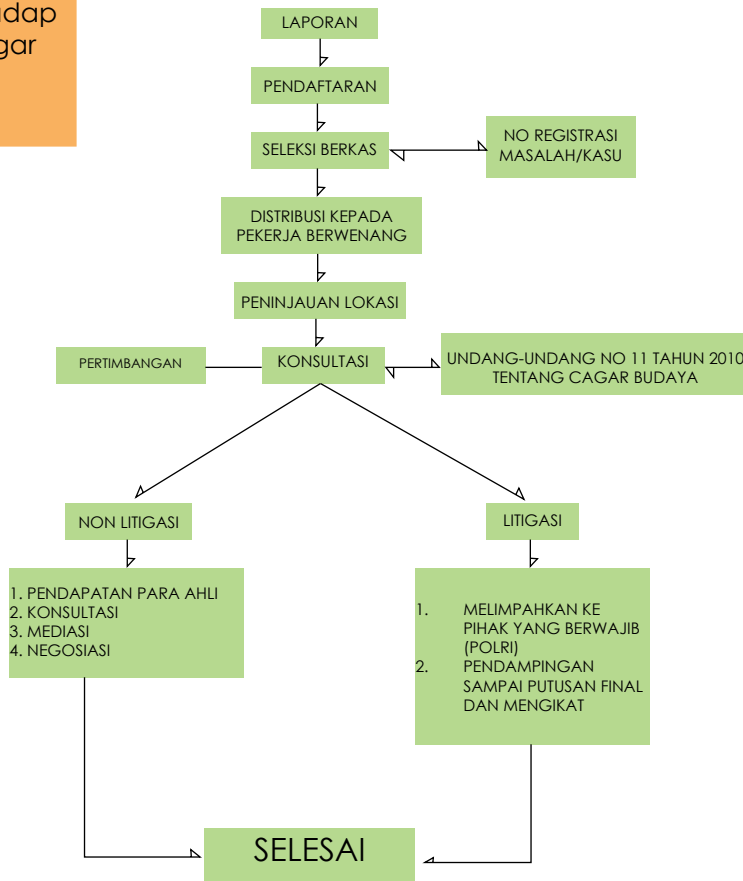 gar
LAPORAN
PENDAFTARAN
SELEKSI BERKAS
NO REGISTRASI
MASALAH/KASU
DISTRIBUSI KEPADA
PEKERJA BERWENANG
PENINJAUAN LOKASI
PERTIMBANGAN
KONSULTASI
UNDANG-UNDANG NO 11 TAHUN 2010
TENTANG CAGAR BUDAYA
NON LITIGASI
LITIGASI
1. PENDAPATAN PARA AHLI
2. KONSULTASI
3. MEDIASI
4. NEGOSIASI
1. MELIMPAHKAN KE
PIHAK YANG BERWAJIB
(POLRI)
2. PENDAMPINGAN
SAMPAI PUTUSAN FINAL
DAN MENGIKAT
SELESAI